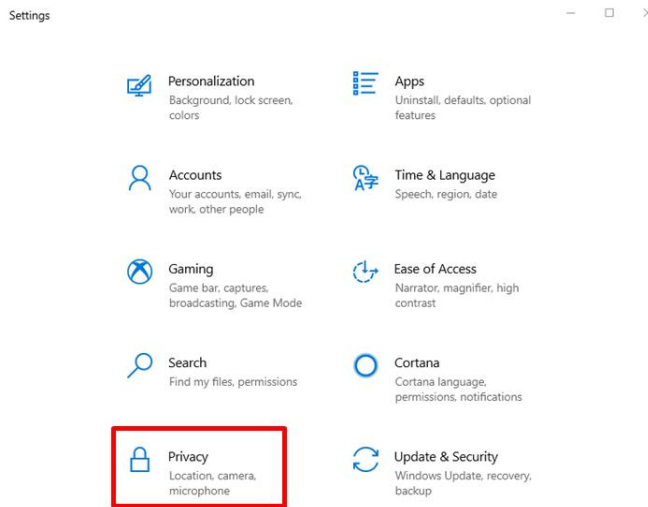 Settings
Personalization
Background, lock screen,
colors
Apps
Uninstall, defaults, optional
features
Accounts
Your accounts, email, sync,
work, other people
Time & Language
Speech, region, date
Gaming
Game bar, captures,
broadcasting, Game Mode
Ease of Access
Narrator, magnifier, high
contrast
Search
Find my files, permissions
Cortana
Cortana language,
permissions, notifications
Privacy
Location, camera,
microphone
Update & Security
Windows Update, recovery,
backup